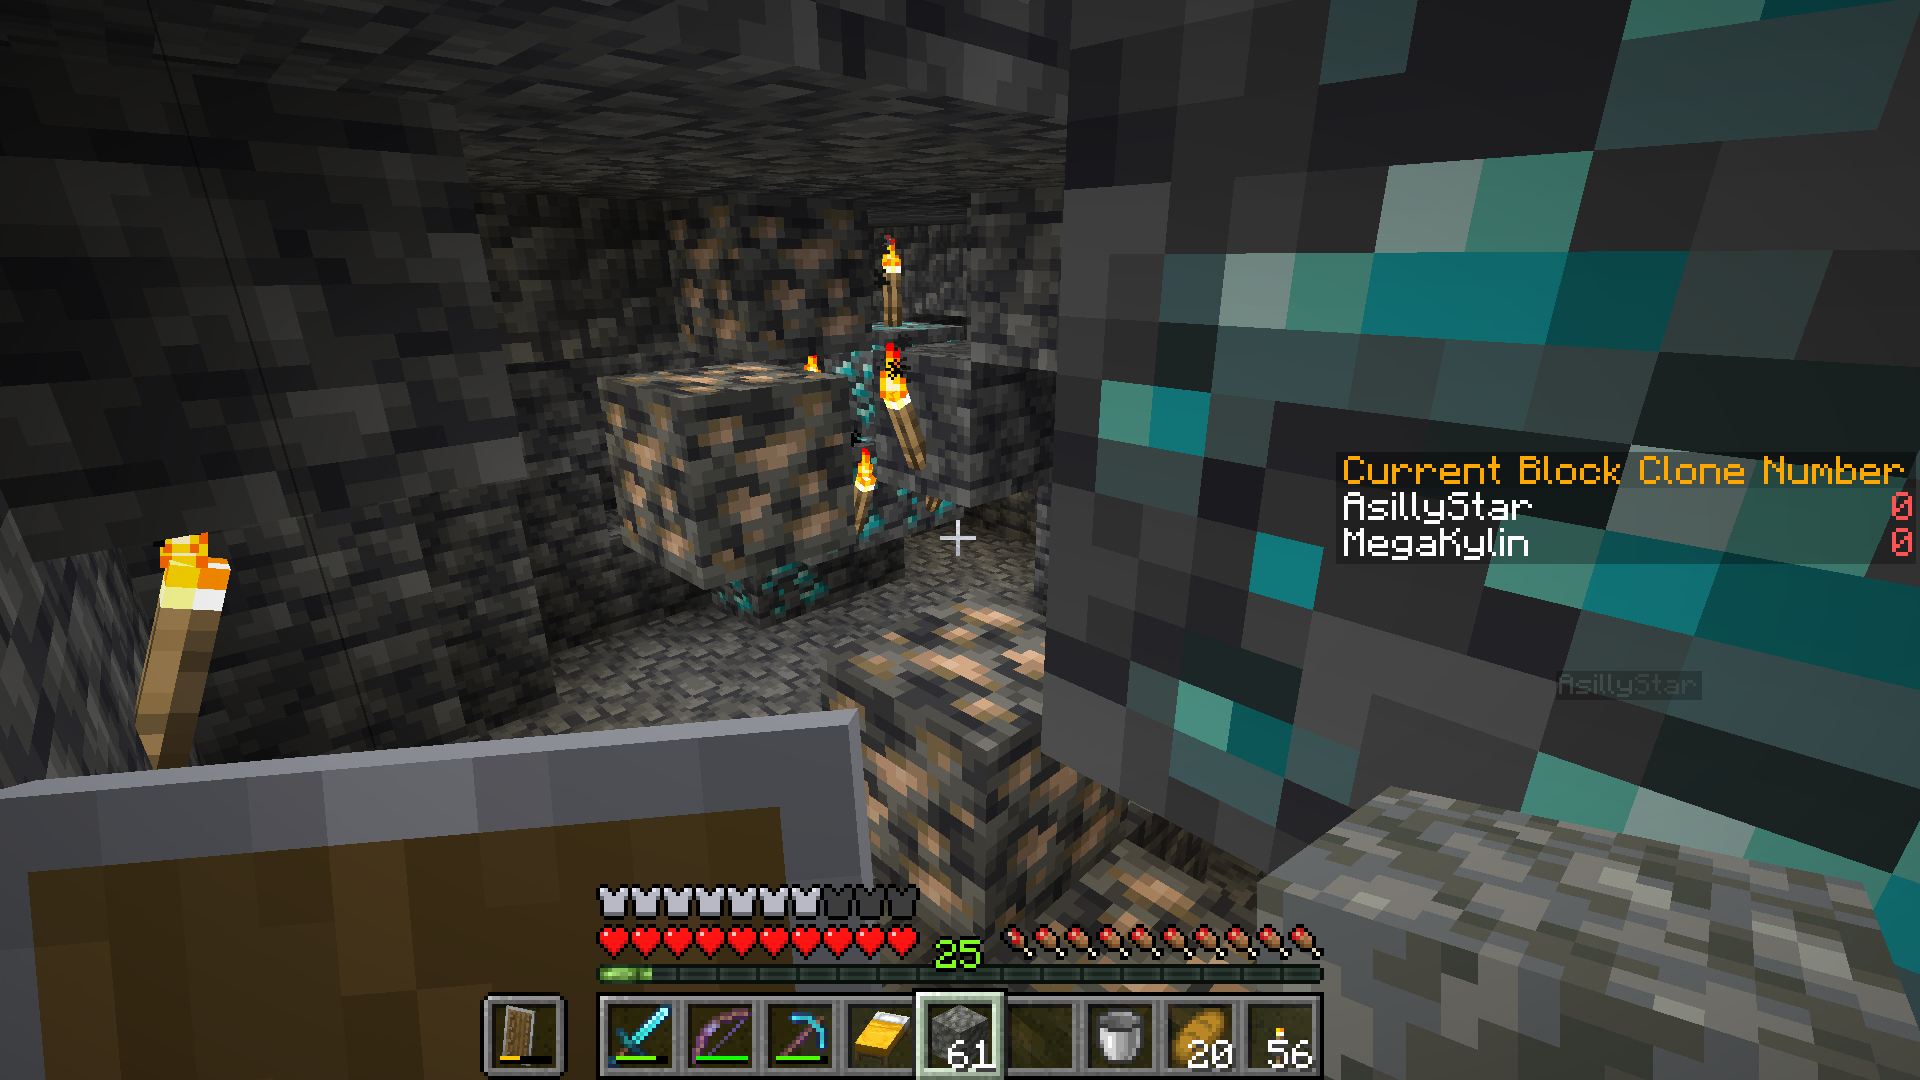 Current Block Clone Number
AsillyStar 0
MegaKylin 0
AsillyStar
25
61
20
56